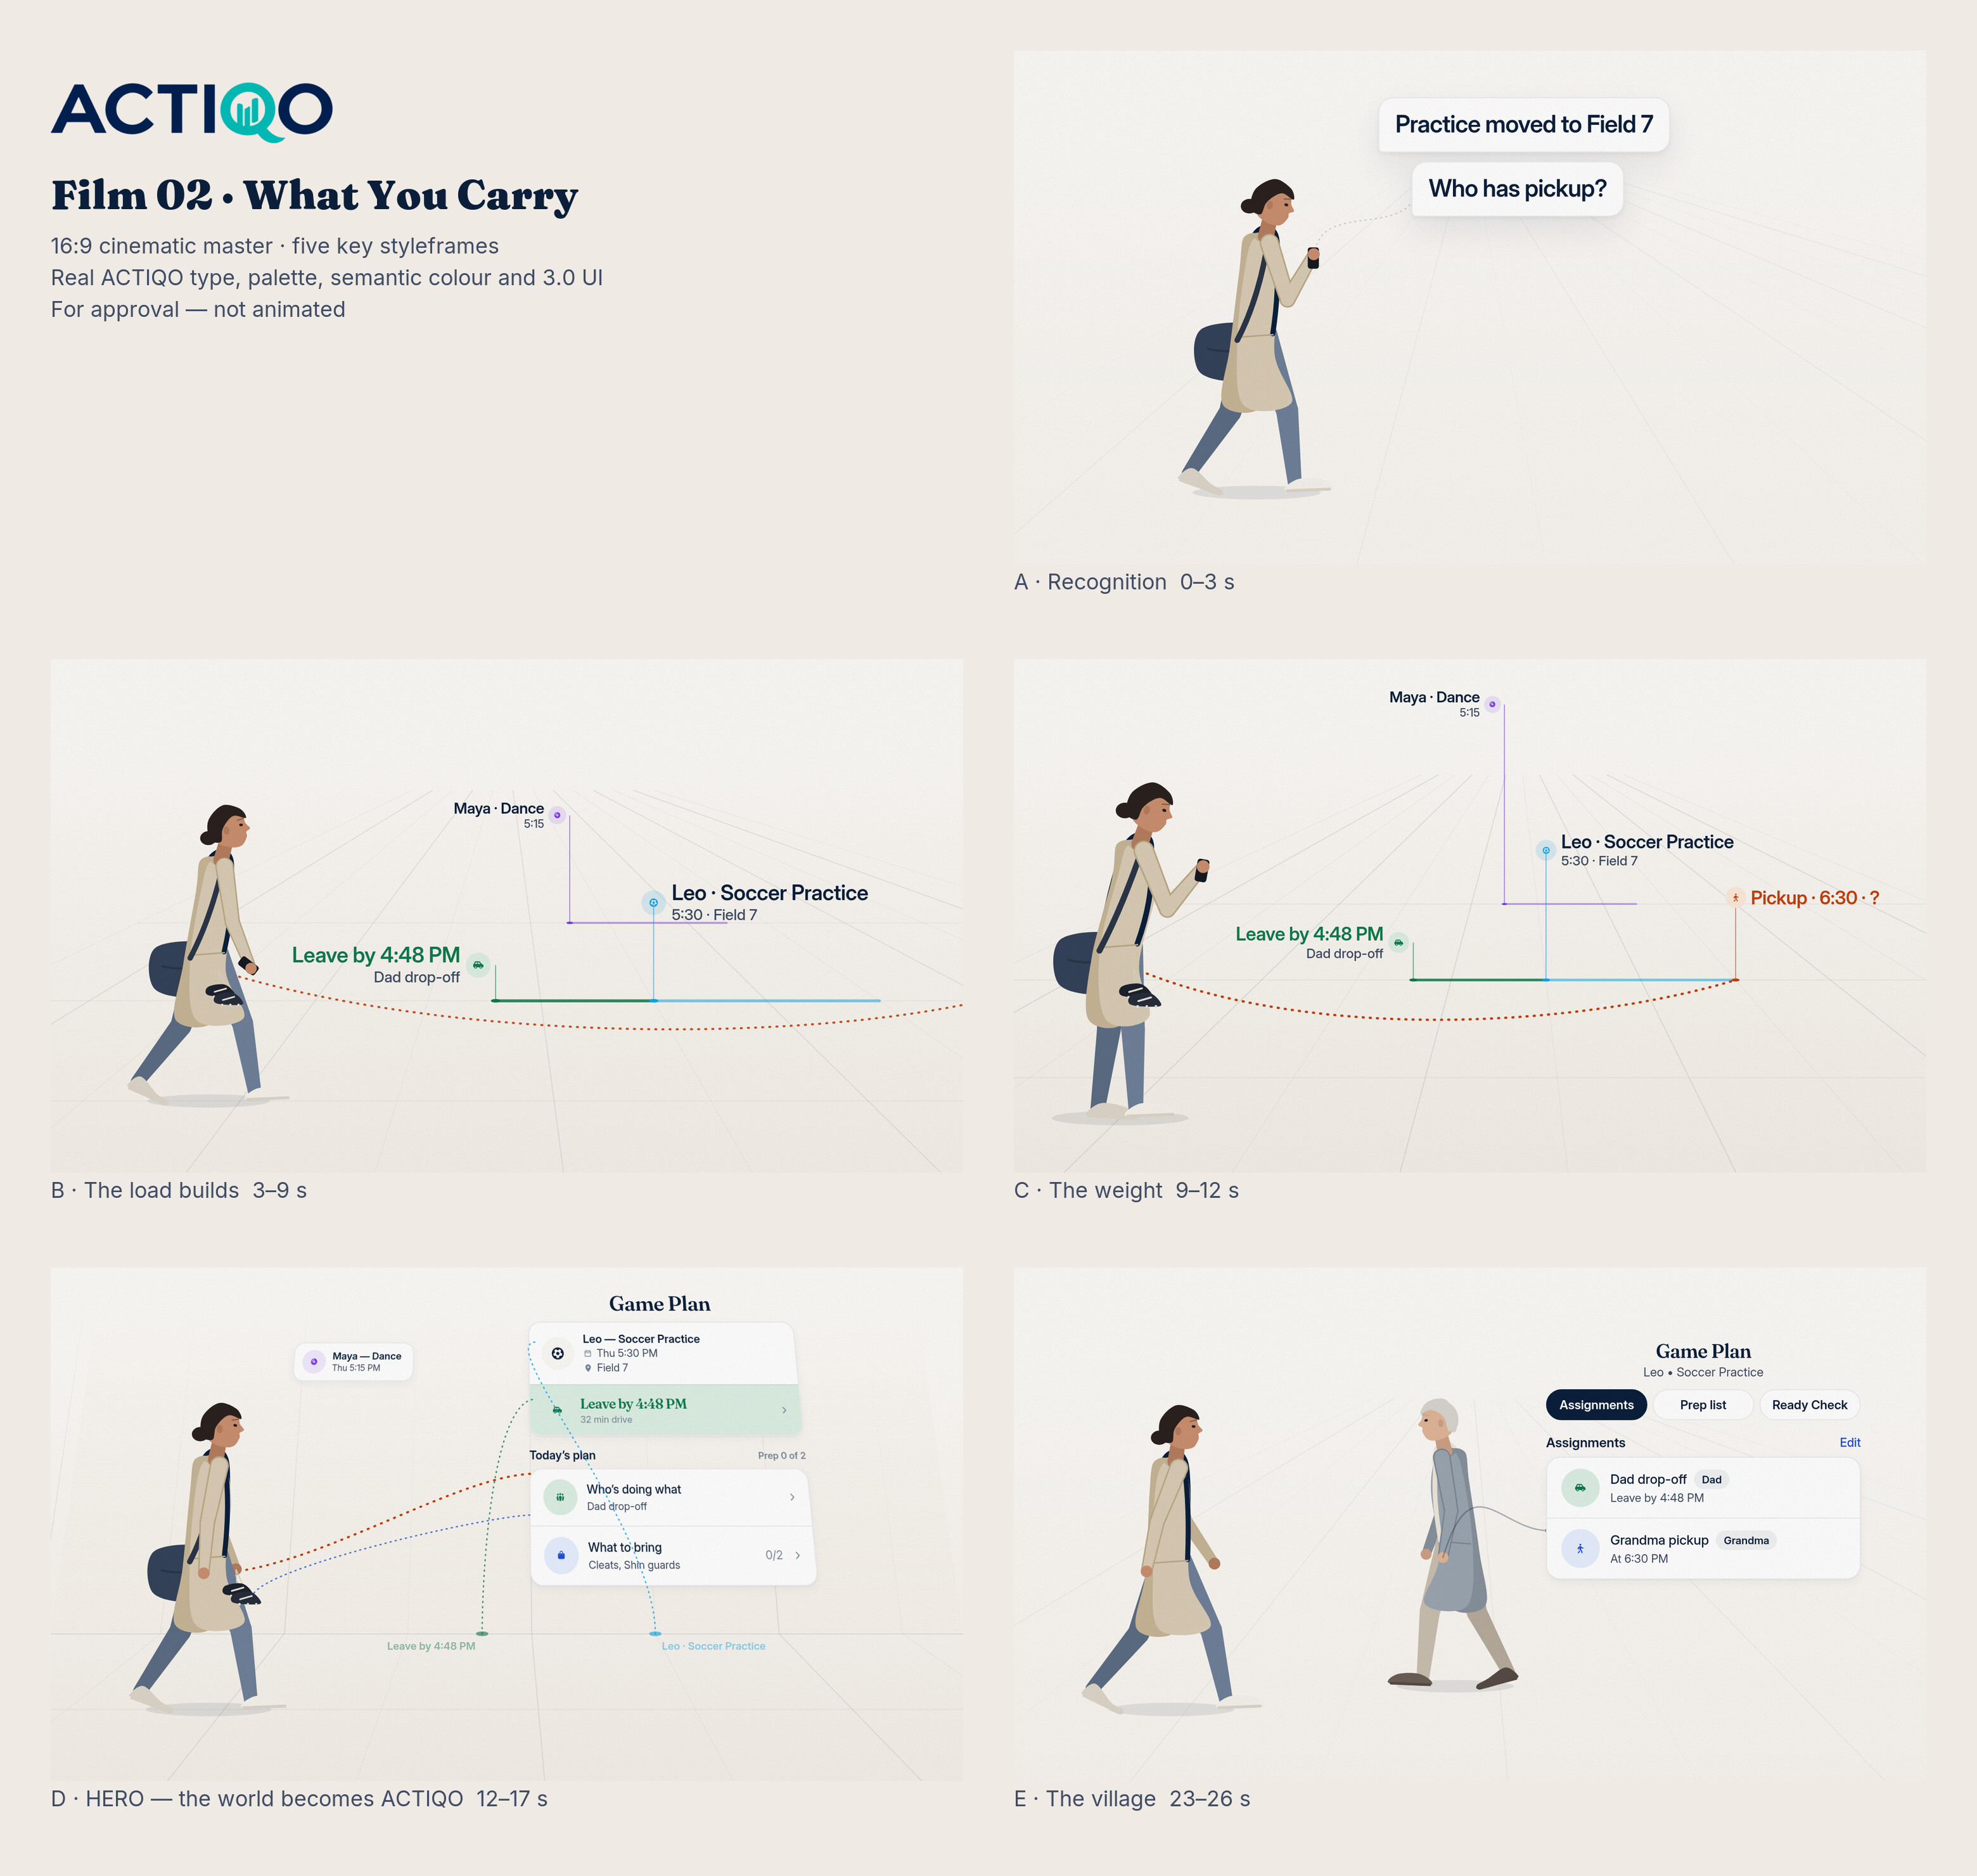 ACTIQO
Film 02 · What You Carry
16:9 cinematic master · five key styleframes
Real ACTIQO type, palette, semantic colour and 3.0 UI
For approval — not animated
Practice moved to Field 7
Who has pickup?
A · Recognition 0–3 s
Maya · Dance
5:15
Leo · Soccer Practice
5:30 · Field 7
Leave by 4:48 PM
Dad drop-off
B · The load builds 3–9 s
Maya · Dance
5:15
Leo · Soccer Practice
5:30 · Field 7
Pickup · 6:30 · ?
Leave by 4:48 PM
Dad drop-off
C · The weight 9–12 s
Game Plan
Maya — Dance
Thu 5:15 PM
Leo — Soccer Practice
Thu 5:30 PM
Field 7
Leave by 4:48 PM
32 min drive
Today's plan
Prep 0 of 2
Who's doing what
Dad drop-off
What to bring
Cleats, Shin guards
0/2
Leave by 4:48 PM
Leo · Soccer Practice
D · HERO — the world becomes ACTIQO 12–17 s
Game Plan
Leo • Soccer Practice
Assignments
Prep list
Ready Check
Assignments
Edit
Dad drop-off Dad
Leave by 4:48 PM
Grandma pickup Grandma
At 6:30 PM
E · The village 23–26 s